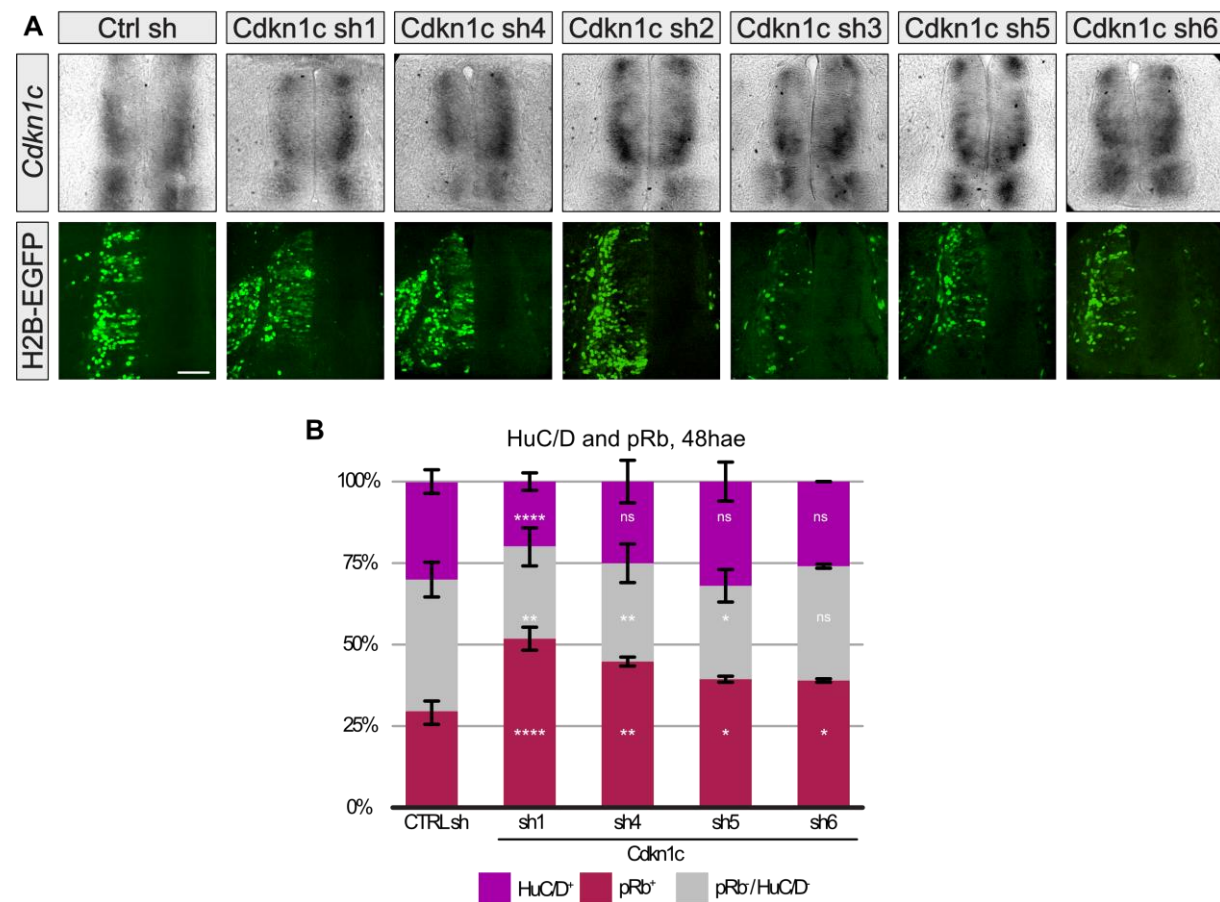 A
Ctrl sh
Cdkn1c sh1
Cdkn1c sh4
Cdkn1c sh2
Cdkn1c sh3
Cdkn1c sh5
Cdkn1c sh6
Cdkn1c
H2B-EGFP
B
HuC/D and pRb, 48hae
100%
75%
50%
25%
0%
**** ns ns ns
** ** * ns
**** ** * *
CTRL sh sh1 sh4 sh5 sh6
Cdkn1c
HuC/D⁺ pRb⁺ pRb⁻/HuC/D⁻